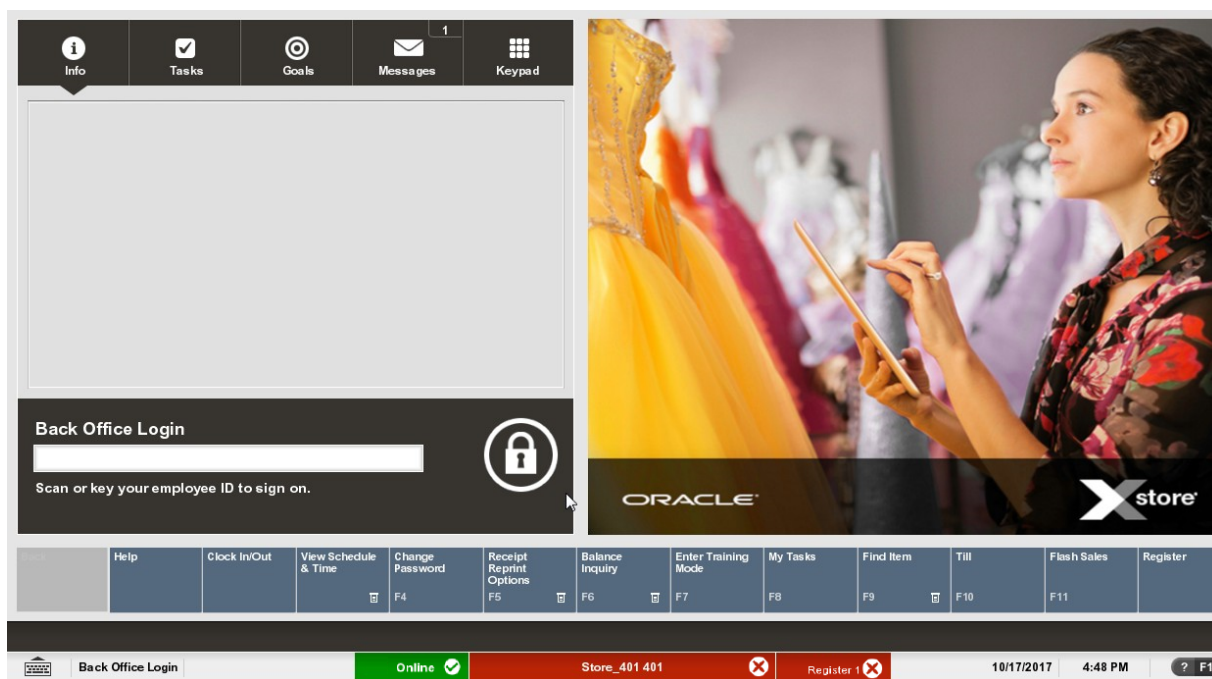 1
Info
Tasks
Goals
Messages
Keypad
Back Office Login
Scan or key your employee ID to sign on.
ORACLE
X store
Back
Help
Clock In/Out
View Schedule
& Time
Change
Password
F4
Receipt
Reprint
Options
F5
Balance
Inquiry
F6
Enter Training
Mode
F7
My Tasks
F8
Find Item
F9
Till
F10
Flash Sales
F11
Register
Back Office Login
Online
Store_401 401
Register 1
10/17/2017
4:48 PM
? F1